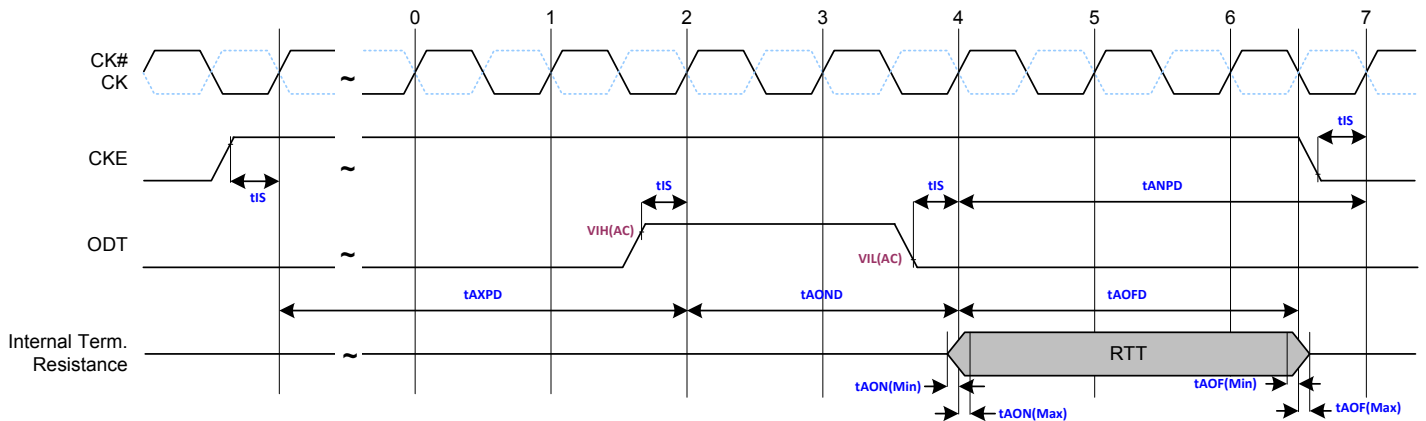 0 1 2 3 4 5 6 7
CK#
CK
~
CKE
~
tIS
tIS
tANPD
tIS
tIS
ODT
~
VIH(AC)
VIL(AC)
tAXPD
tAOND
tAOFD
Internal Term.
Resistance
~
RTT
tAON(Min)
tAOF(Min)
tAON(Max)
tAOF(Max)